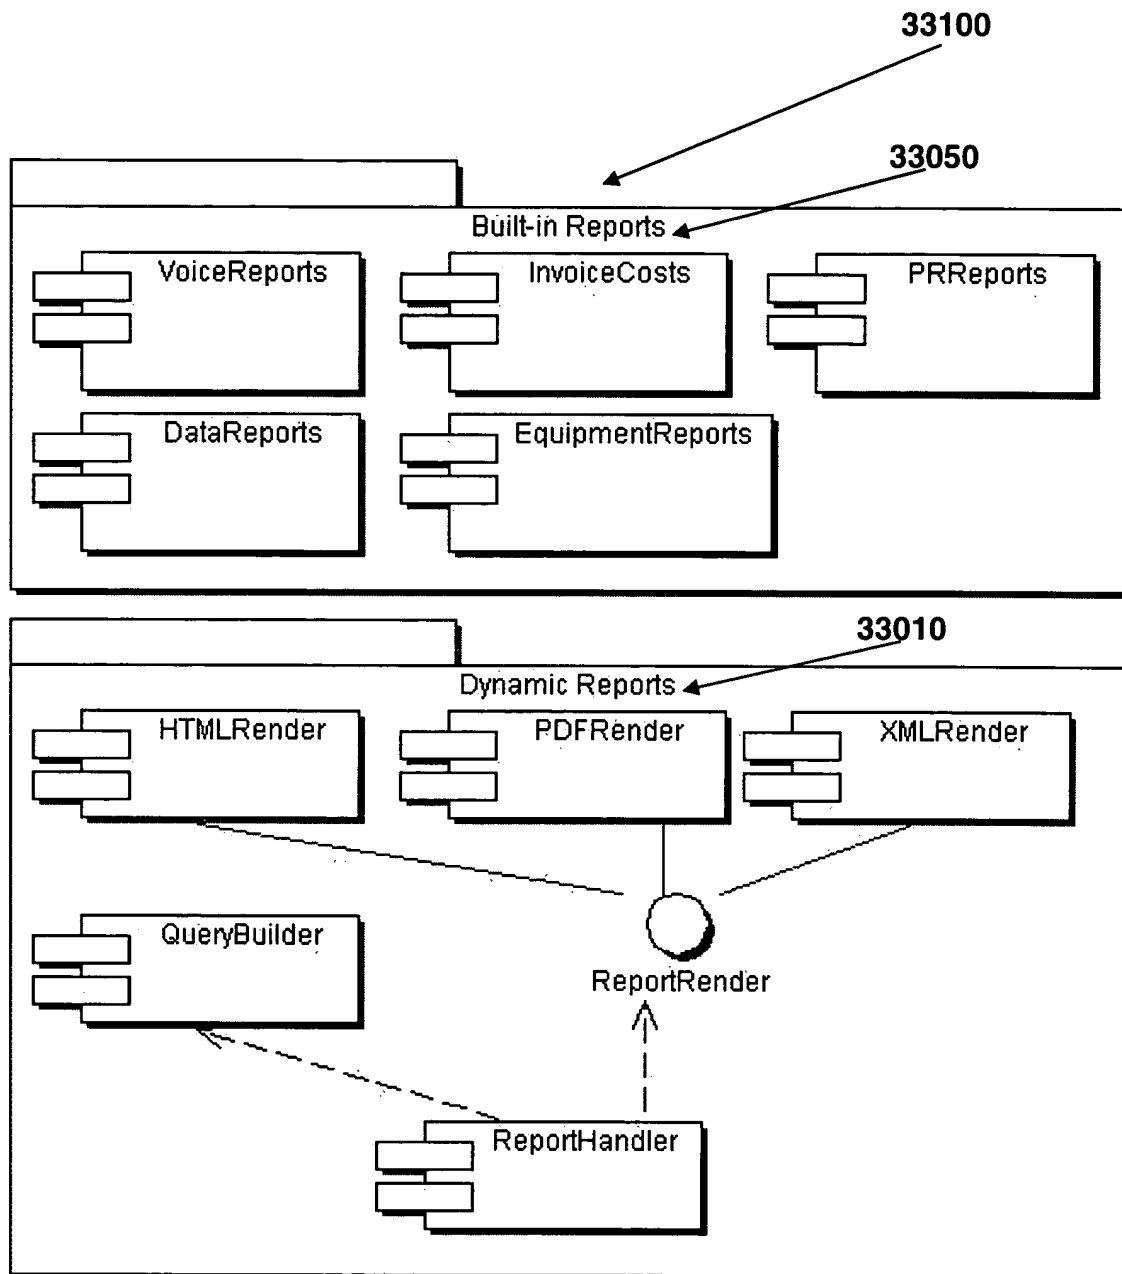 33100
33050
Built-in Reports
VoiceReports
InvoiceCosts
PRReports
DataReports
EquipmentReports
33010
Dynamic Reports
HTMLRender
PDFRender
XMLRender
QueryBuilder
ReportRender
ReportHandler